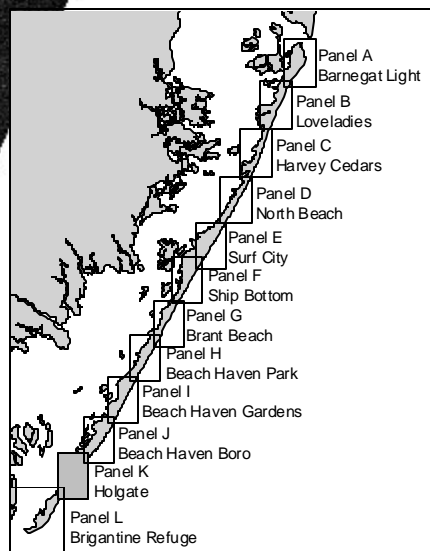 Panel A
Barnegat Light
Panel B
Loveladies
Panel C
Harvey Cedars
Panel D
North Beach
Panel E
Surf City
Panel F
Ship Bottom
Panel G
Brant Beach
Panel H
Beach Haven Park
Panel I
Beach Haven Gardens
Panel J
Beach Haven Boro
Panel K
Holgate
Panel L
Brigantine Refuge